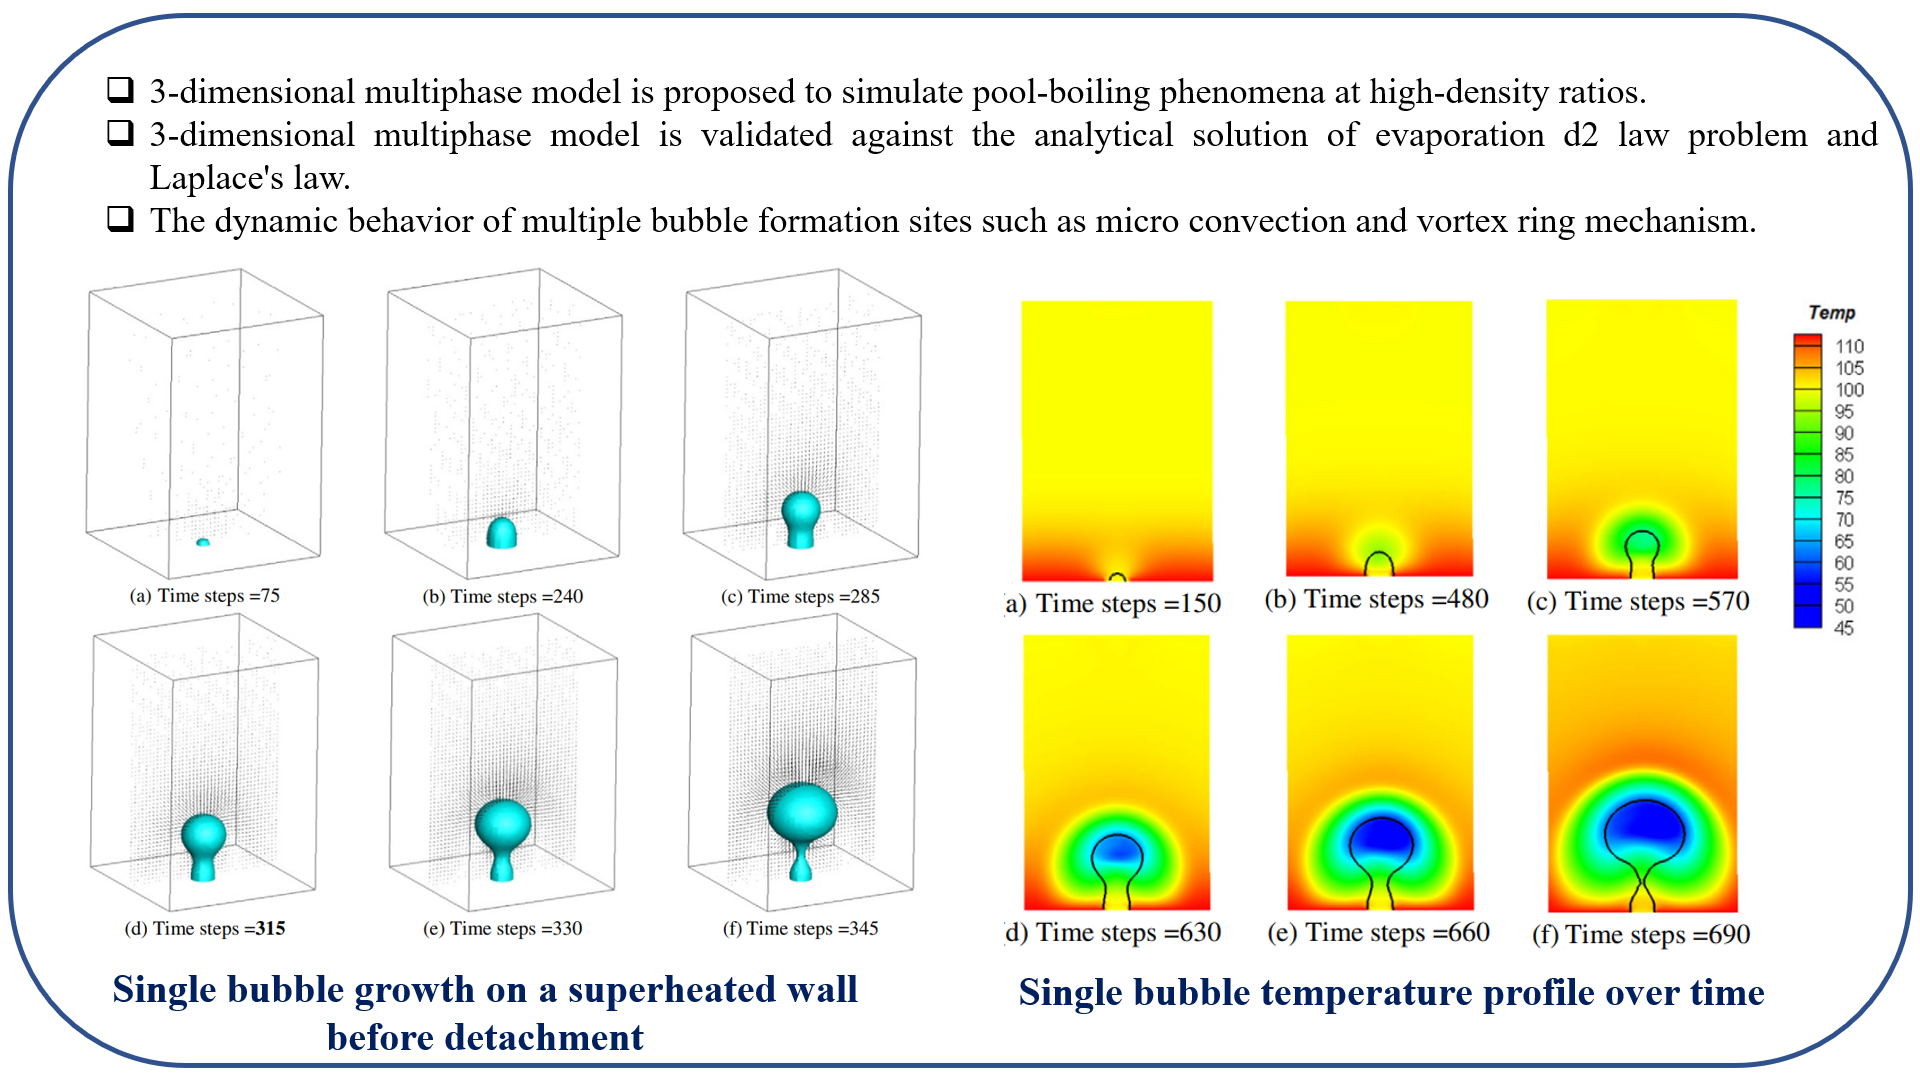 3-dimensional multiphase model is proposed to simulate pool-boiling phenomena at high-density ratios.
3-dimensional multiphase model is validated against the analytical solution of evaporation d2 law problem and
Laplace's law.
The dynamic behavior of multiple bubble formation sites such as micro convection and vortex ring mechanism.
(a) Time steps =75
(b) Time steps =240
(c) Time steps =285
(d) Time steps =315
(e) Time steps =330
(f) Time steps =345
Single bubble growth on a superheated wall
before detachment
a) Time steps =150
(b) Time steps =480
(c) Time steps =570
Temp
110
105
100
95
90
85
80
75
70
65
60
55
50
45
d) Time steps =630
(e) Time steps =660
(f) Time steps =690
Single bubble temperature profile over time